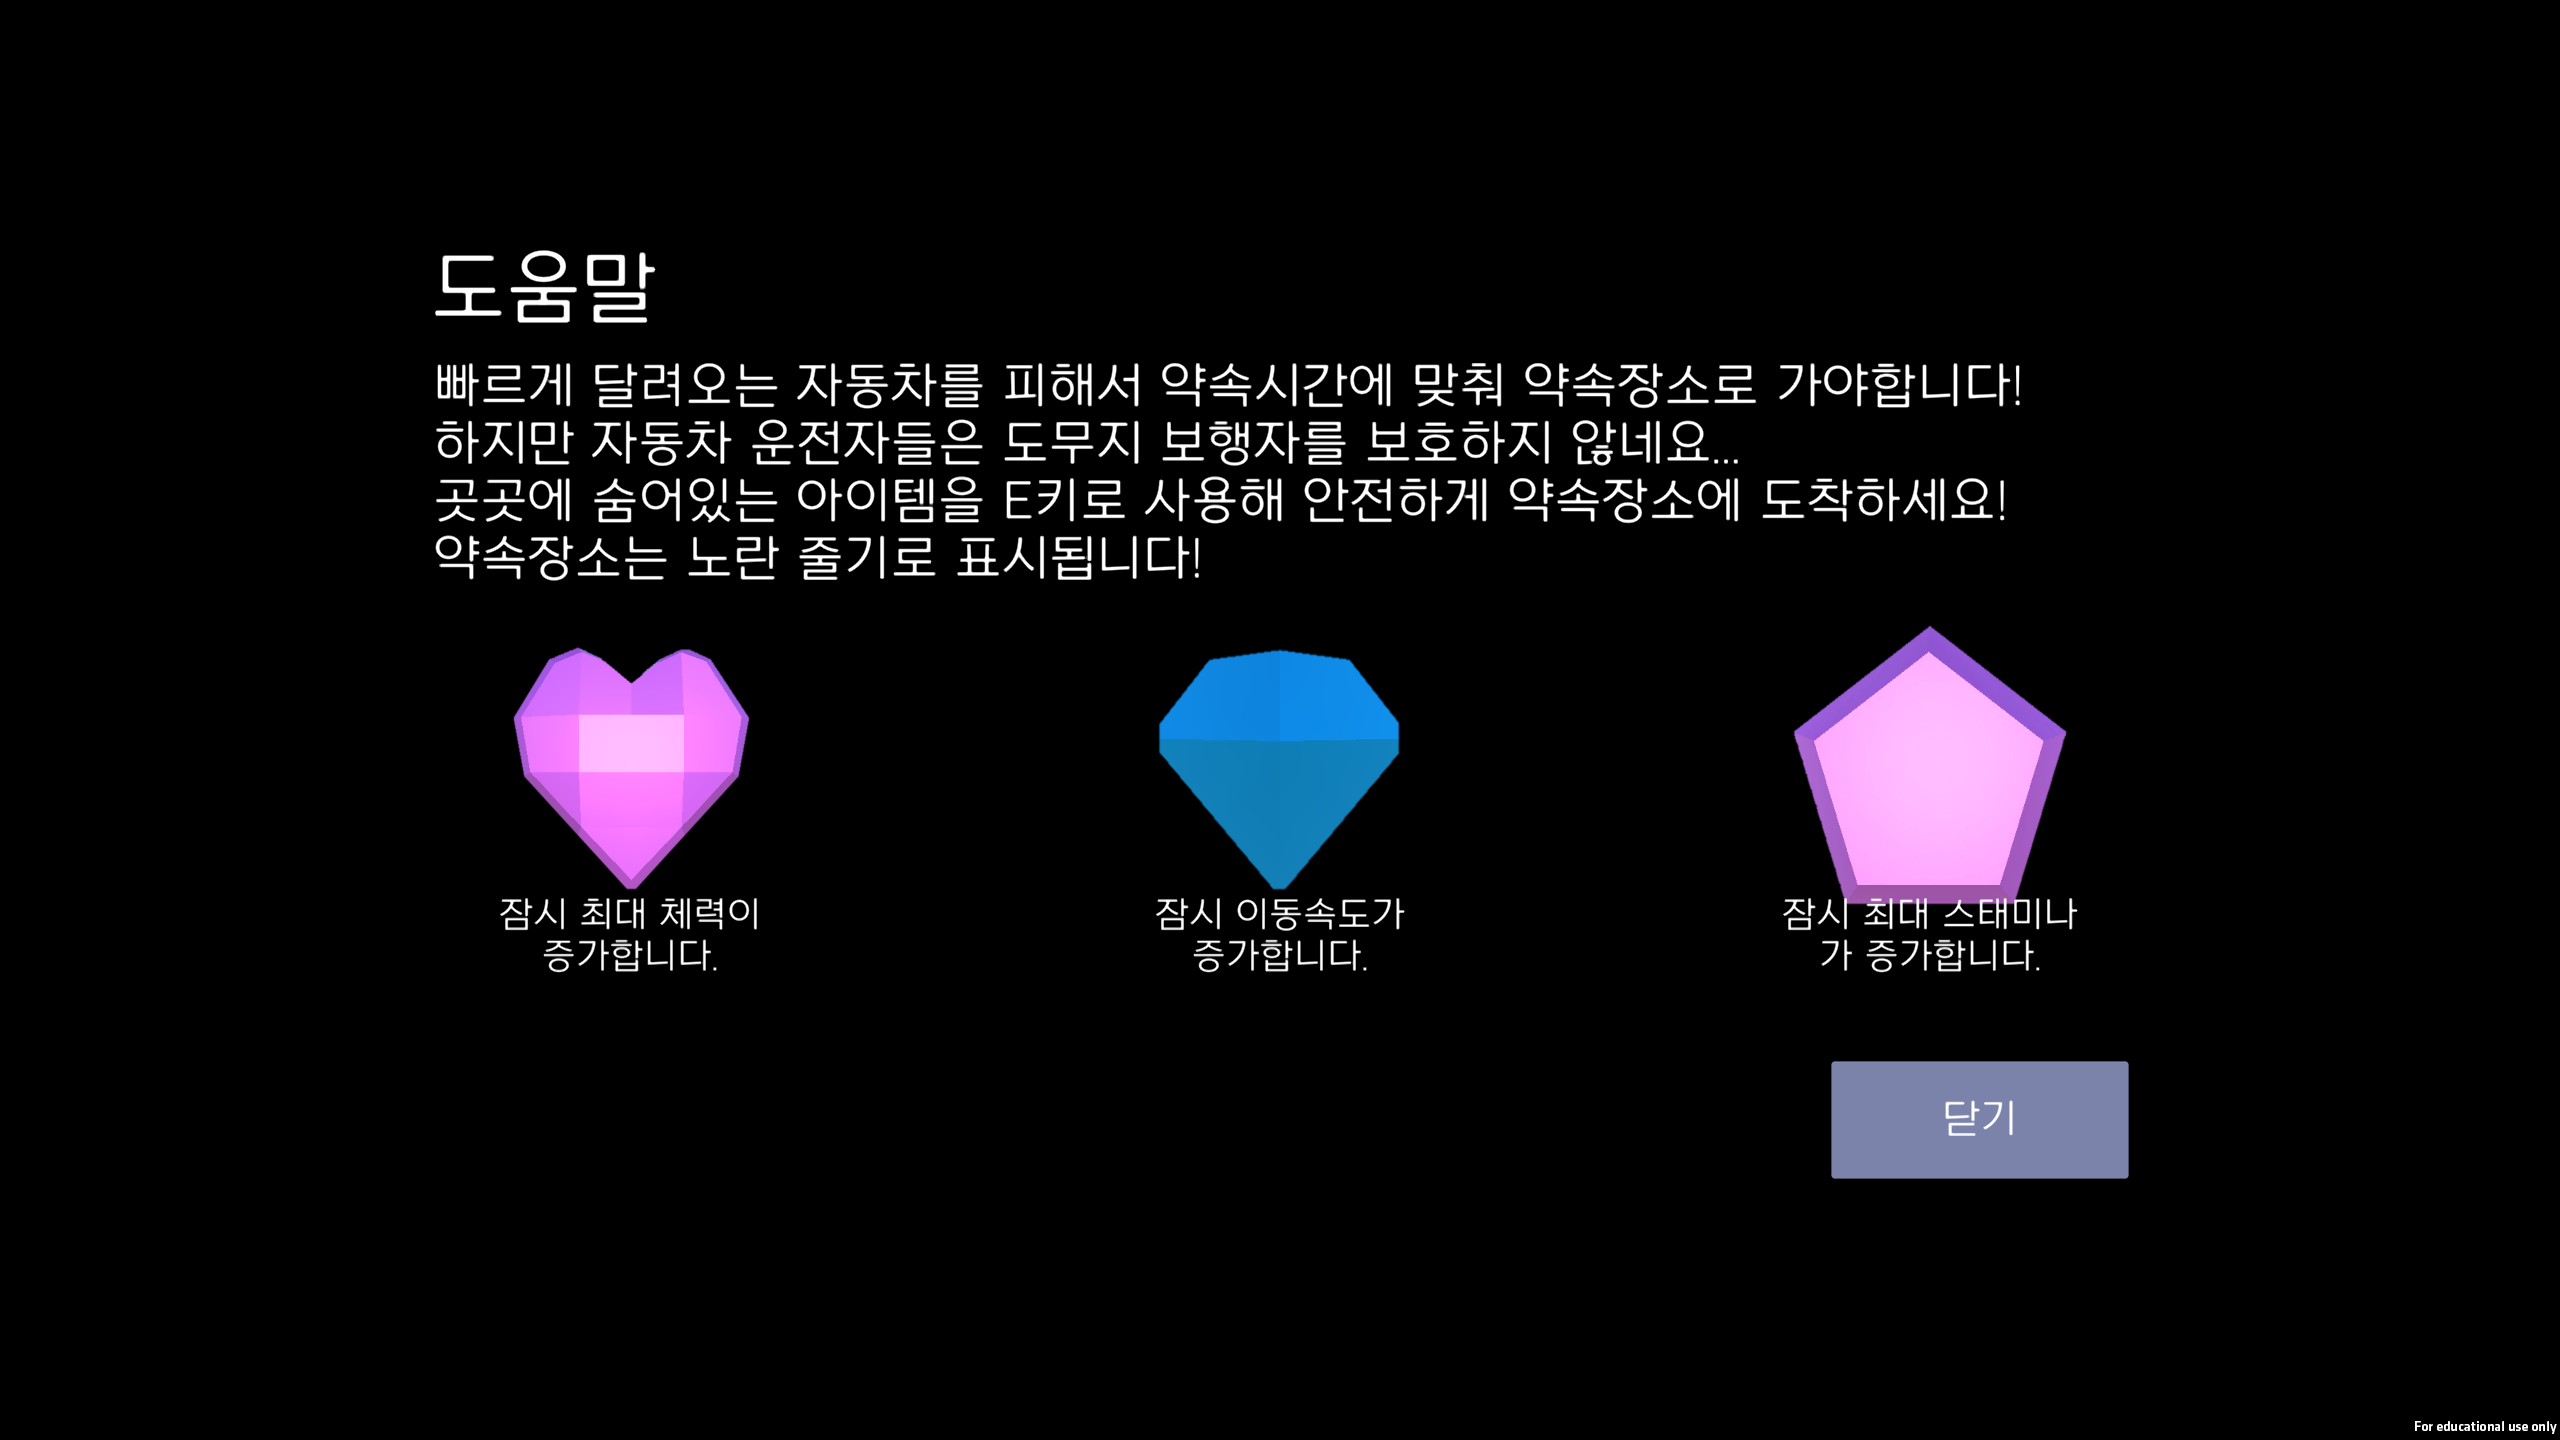 도움말
빠르게 달려오는 자동차를 피해서 약속시간에 맞춰 약속장소로 가야합니다!
하지만 자동차 운전자들은 도무지 보행자를 보호하지 않네요...
곳곳에 숨어있는 아이템을 E키로 사용해 안전하게 약속장소에 도착하세요!
약속장소는 노란 줄기로 표시됩니다!
잠시 최대 체력이
증가합니다.
잠시 이동속도가
증가합니다.
잠시 최대 스태미나
가 증가합니다.
닫기
For educational use only